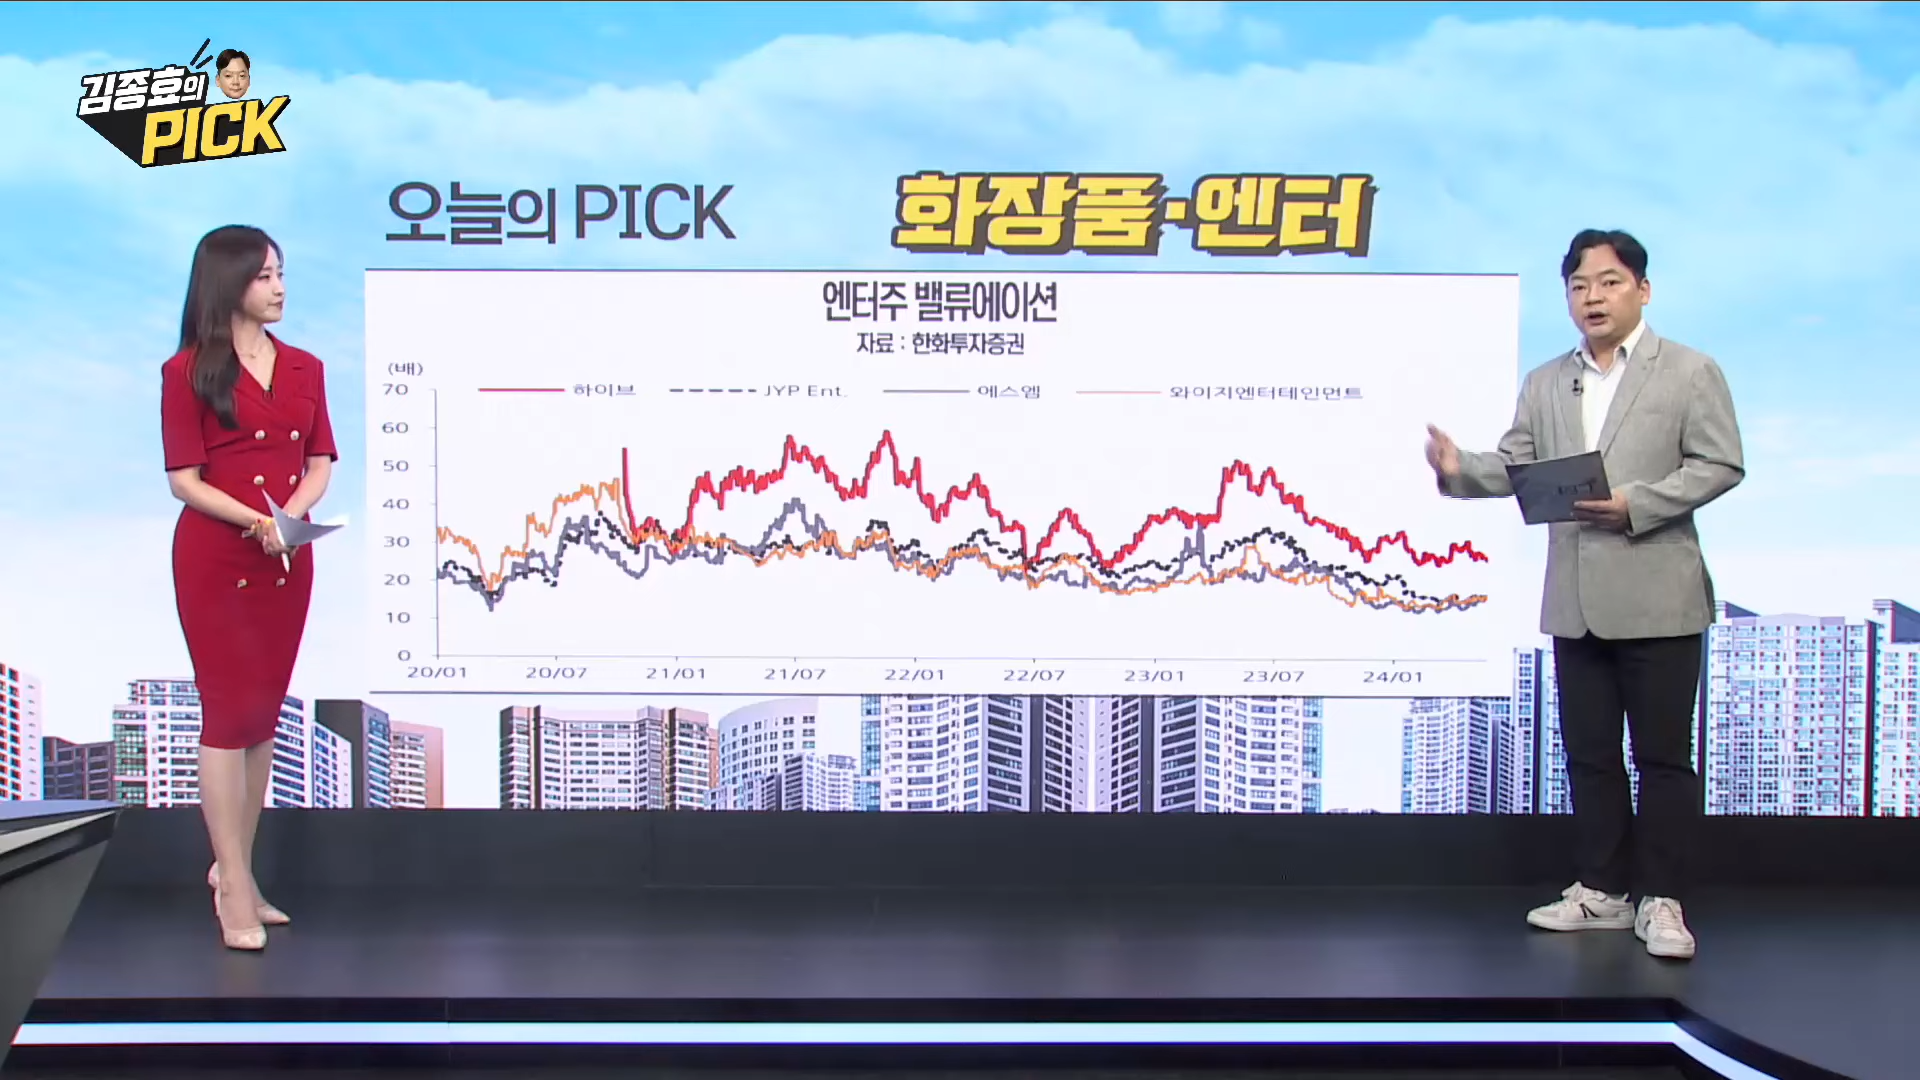 김종효의
PICK
오늘의 PICK
화장품·엔터
엔터주 밸류에이션
자료 : 한화투자증권
(배)
하이브
JYP Ent.
에스엠
와이지엔터테인먼트
70
60
50
40
30
20
10
0
20/01
20/07
21/01
21/07
22/01
22/07
23/01
23/07
24/01